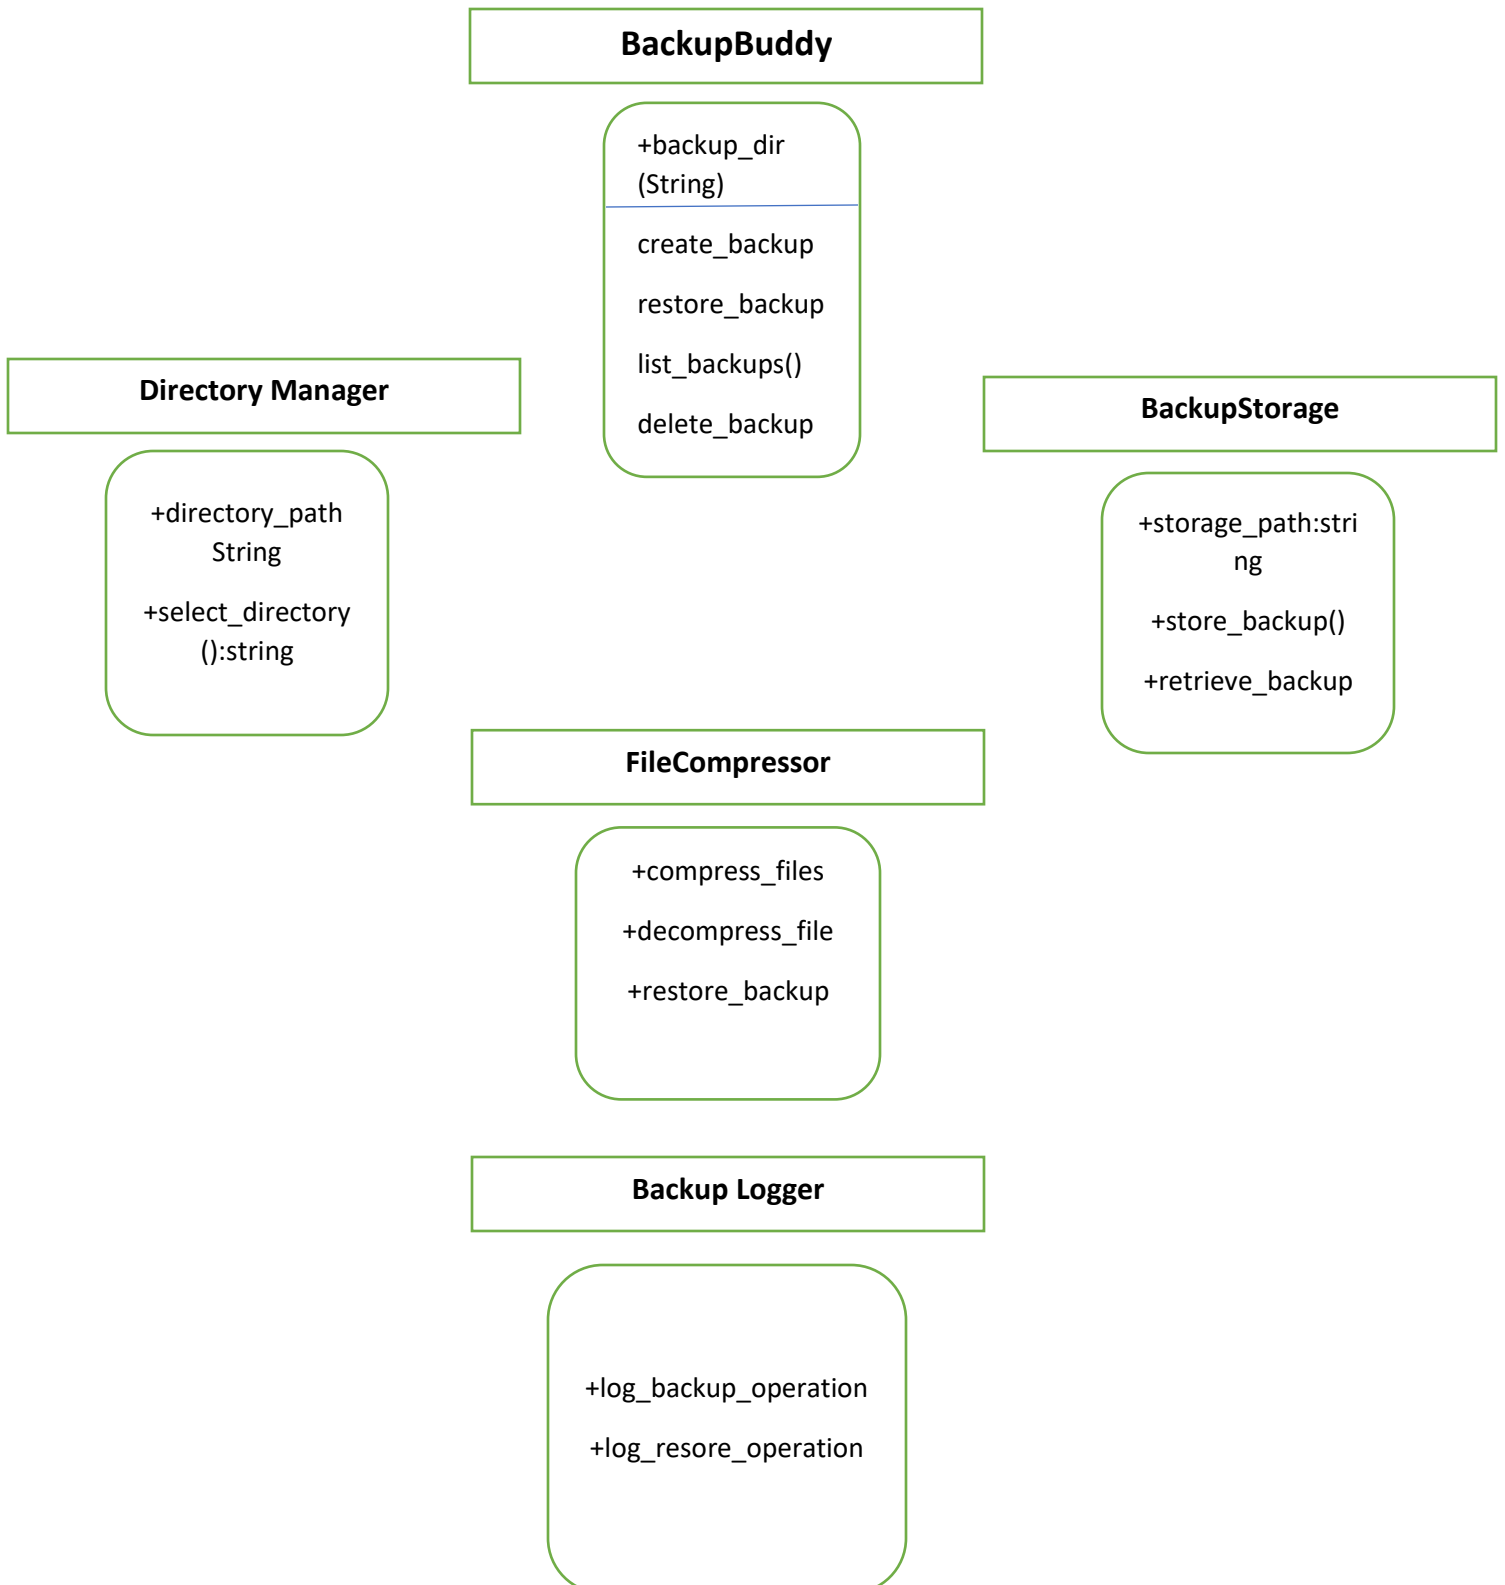 BackupBuddy
+backup_dir
(String)
create_backup
restore_backup
list_backups()
delete_backup
Directory Manager
+directory_path
String
+select_directory
():string
BackupStorage
+storage_path:stri
ng
+store_backup()
+retrieve_backup
FileCompressor
+compress_files
+decompress_file
+restore_backup
Backup Logger
+log_backup_operation
+log_resore_operation